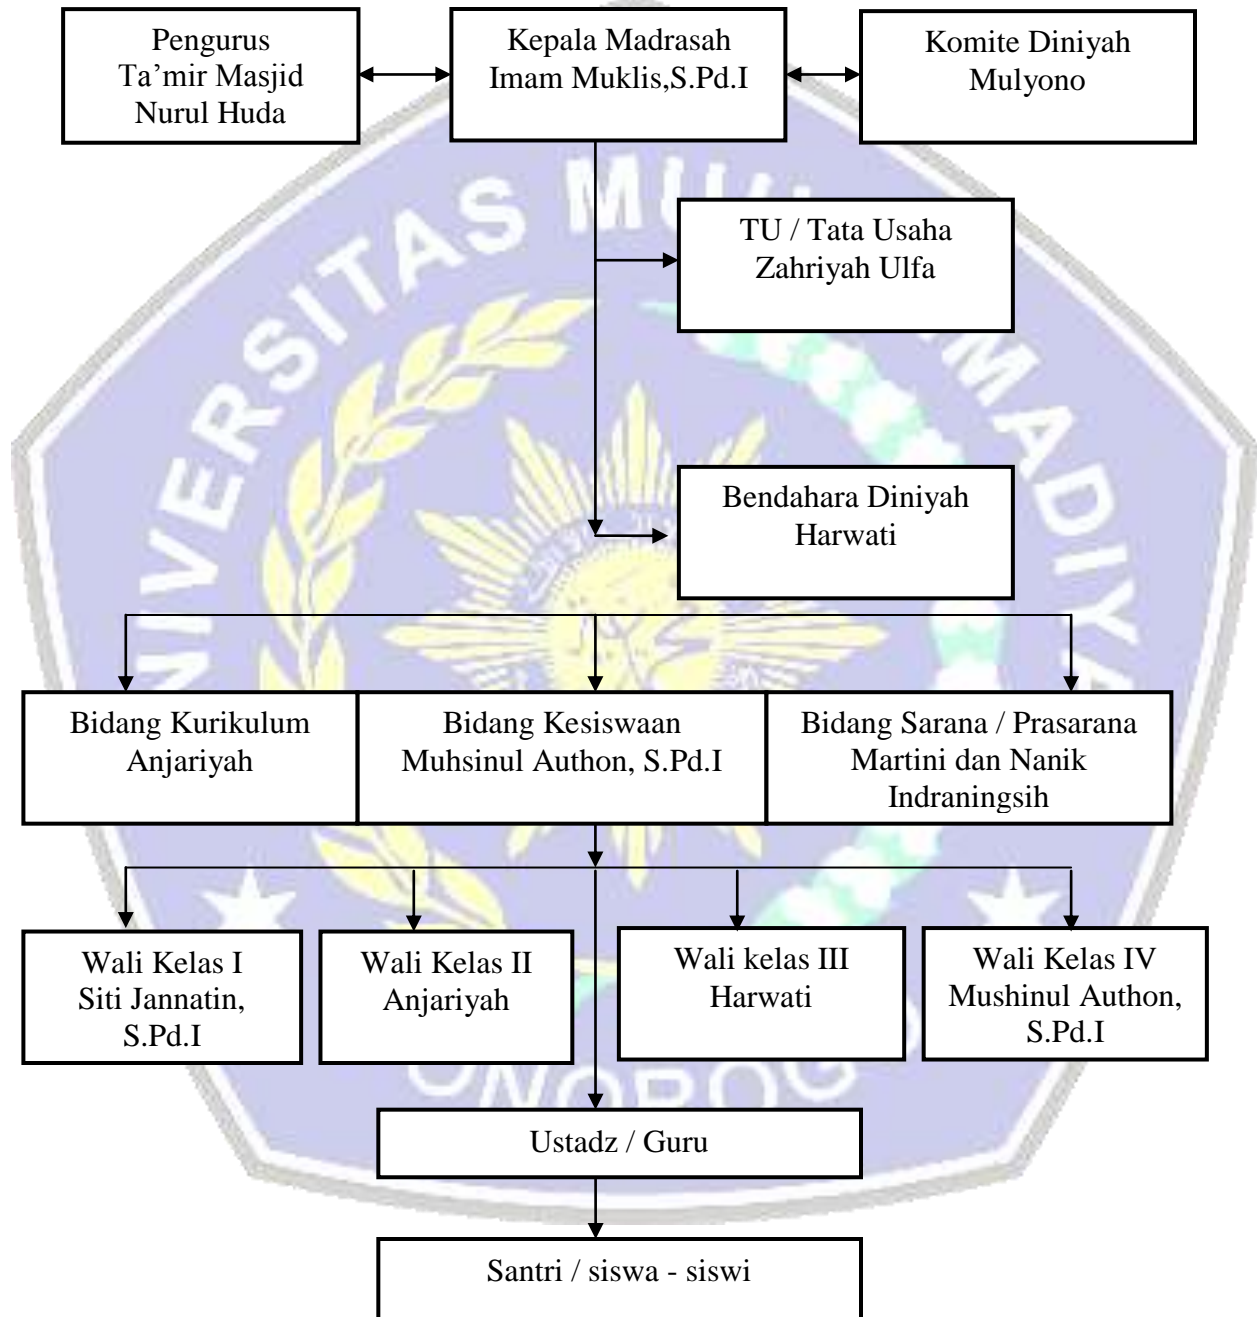 Pengurus
Ta’mir Masjid
Nurul Huda
Kepala Madrasah
Imam Muklis,S.Pd.I
Komite Diniyah
Mulyono
TU / Tata Usaha
Zahriyah Ulfa
Bendahara Diniyah
Harwati
Bidang Kurikulum
Anjariyah
Bidang Kesiswaan
Muhsinul Authon, S.Pd.I
Bidang Sarana / Prasarana
Martini dan Nanik
Indraningsih
Wali Kelas I
Siti Jannatin,
S.Pd.I
Wali Kelas II
Anjariyah
Wali kelas III
Harwati
Wali Kelas IV
Mushinul Authon,
S.Pd.I
Ustadz / Guru
Santri / siswa - siswi